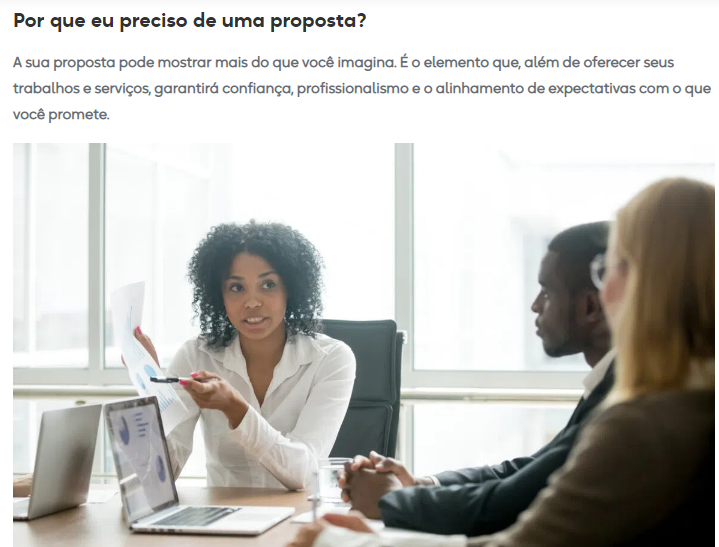 Por que eu preciso de uma proposta?
A sua proposta pode mostrar mais do que você imagina. É o elemento que, além de oferecer seus
trabalhos e serviços, garantirá confiança, profissionalismo e o alinhamento de expectativas com o que
você promete.